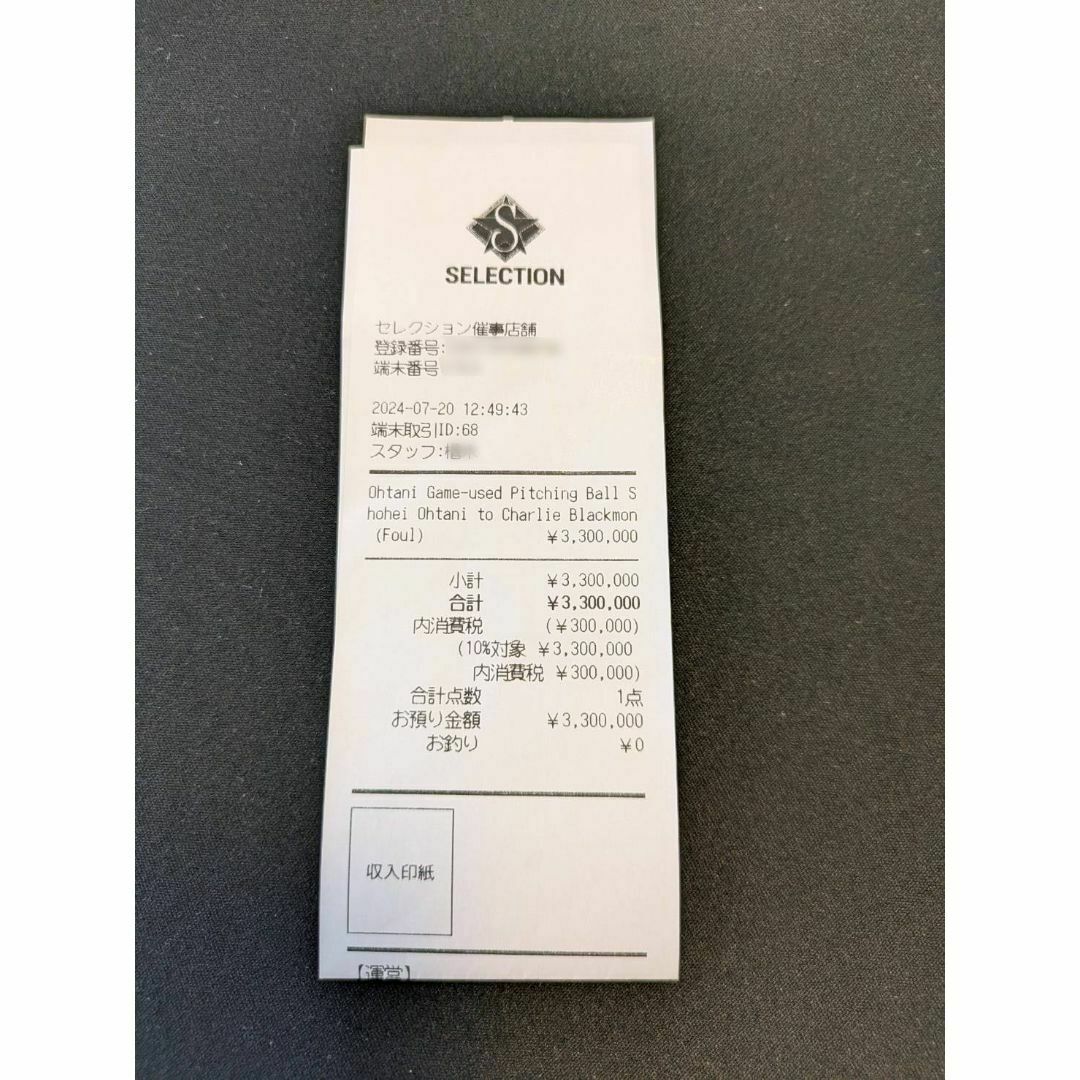 S
SELECTION
セレクション催事店舗
登録番号:
端末番号
2024-07-20 12:49:43
端末取引ID:68
スタッフ:
Ohtani Game-used Pitching Ball S
hohei Ohtani to Charlie Blackmon
(Foul) ¥3,300,000
小計 ¥3,300,000
合計 ¥3,300,000
内消費税 (¥300,000)
(10%対象 ¥3,300,000
内消費税 ¥300,000)
合計点数 1点
お預り金額 ¥3,300,000
お釣り ¥0
収入印紙
【運営】